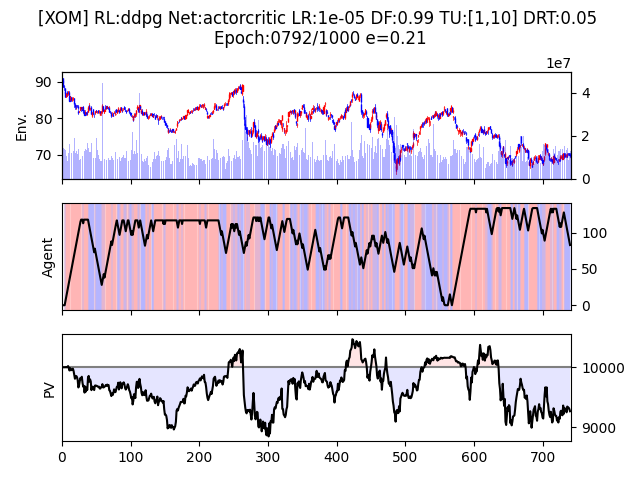 [XOM] RL:ddpg Net:actorcritic LR:1e-05 DF:0.99 TU:[1,10] DRT:0.05
Epoch:0792/1000 e=0.21
1e7
90
80
70
Env.
4
2
0
Agent
100
50
0
PV
10000
9000
0 100 200 300 400 500 600 700